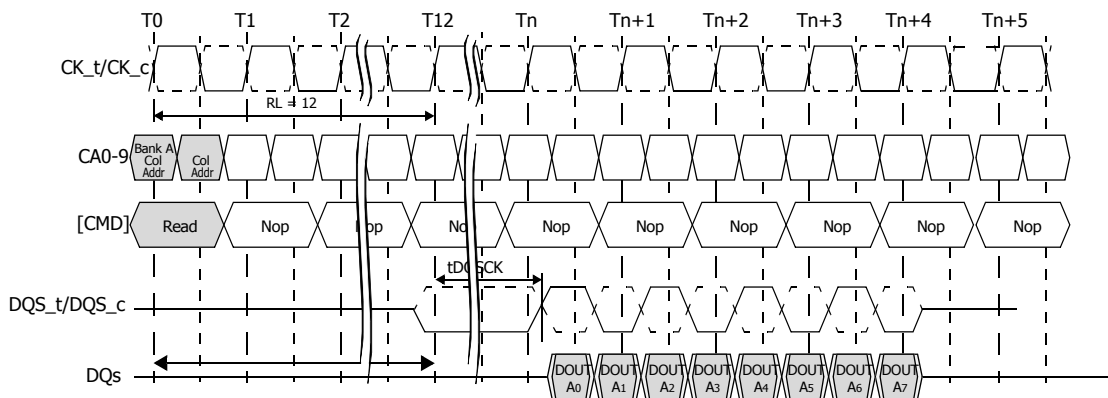 T0 T1 T2 T12 Tn Tn+1 Tn+2 Tn+3 Tn+4 Tn+5
CK_t/CK_c
RL = 12
CA0-9
Bank A
Col
Addr
Col
Addr
[CMD]
Read Nop Nop Nop Nop Nop Nop Nop Nop Nop
tDQSCK
DQS_t/DQS_c
DQs
DOUT DOUT DOUT DOUT DOUT DOUT DOUT DOUT
A0 A1 A2 A3 A4 A5 A6 A7